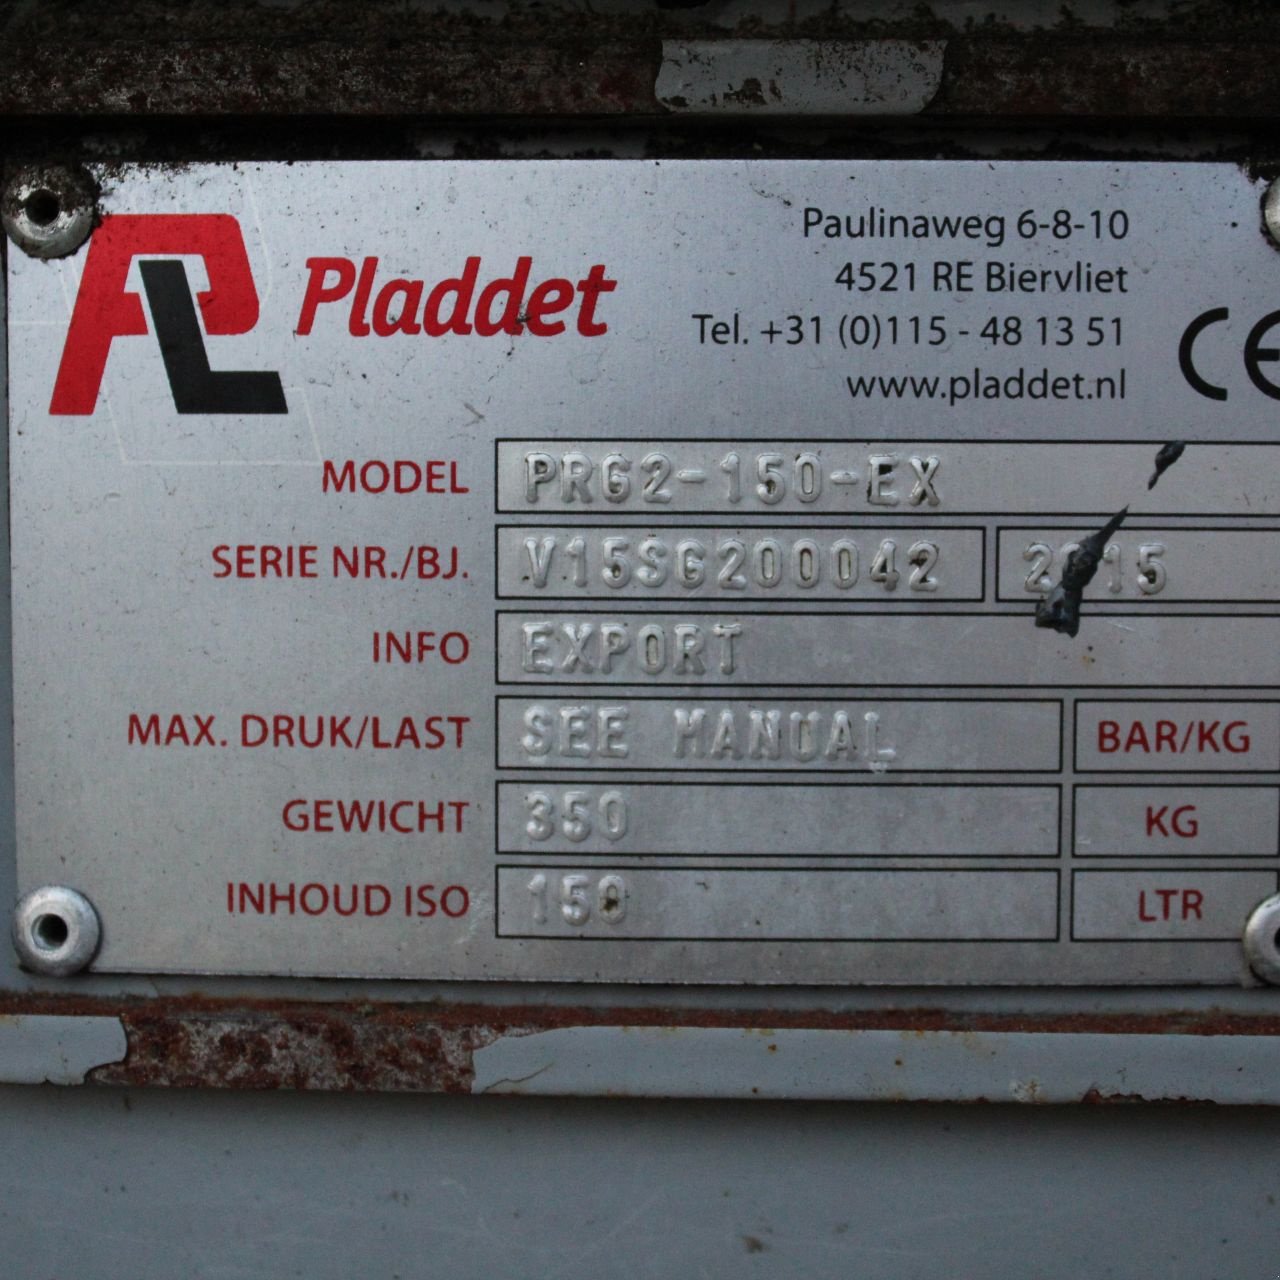 PL Pladdet
Paulinaweg 6-8-10
4521 RE Biervliet
Tel. +31 (0)115 - 48 13 51
www.pladdet.nl
CE
MODEL PRG2-150-EX
SERIE NR./BJ. V15SG200042 2015
INFO EXPORT
MAX. DRUK/LAST SEE MANUAL BAR/KG
GEWICHT 350 KG
INHOUD ISO 150 LTR